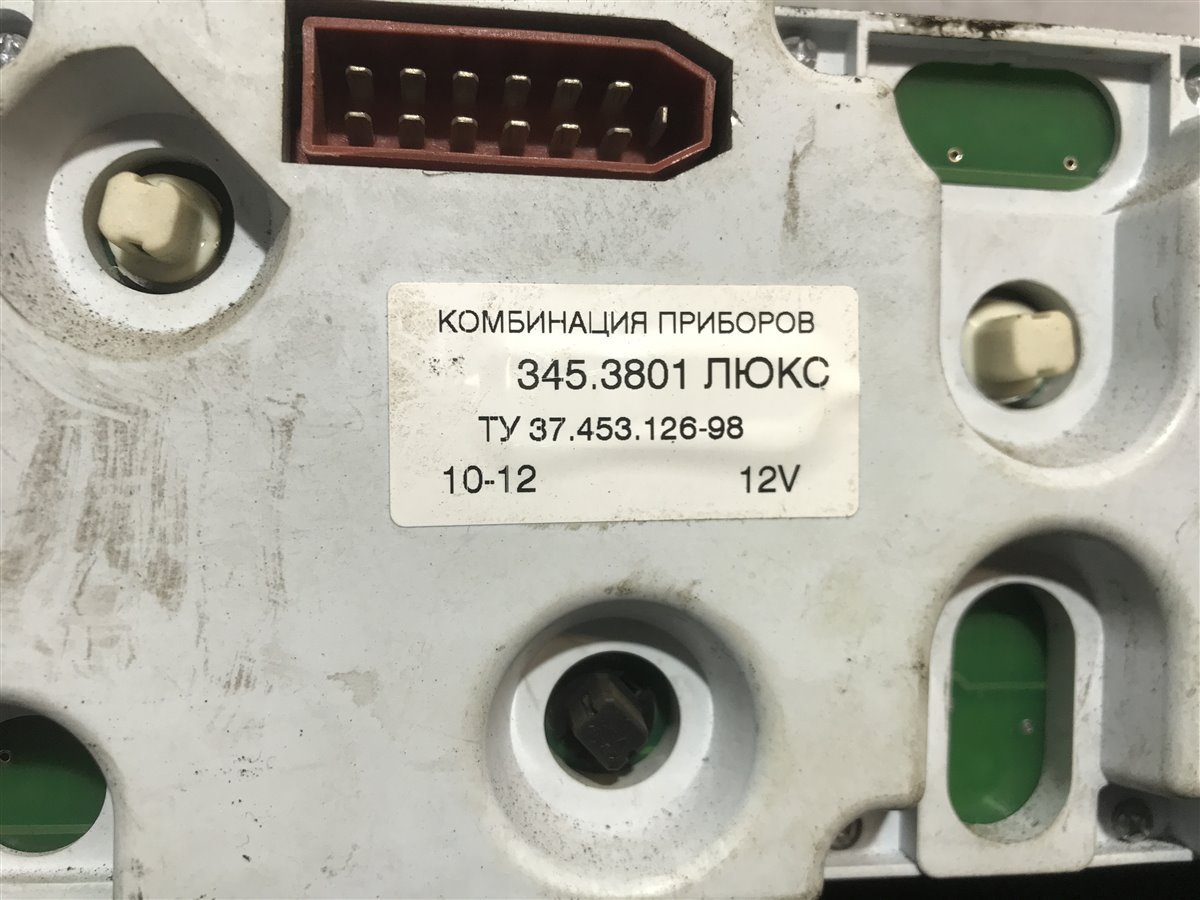 КОМБИНАЦИЯ ПРИБОРОВ
345.3801 ЛЮКС
ТУ 37.453.126-98
10-12 12V